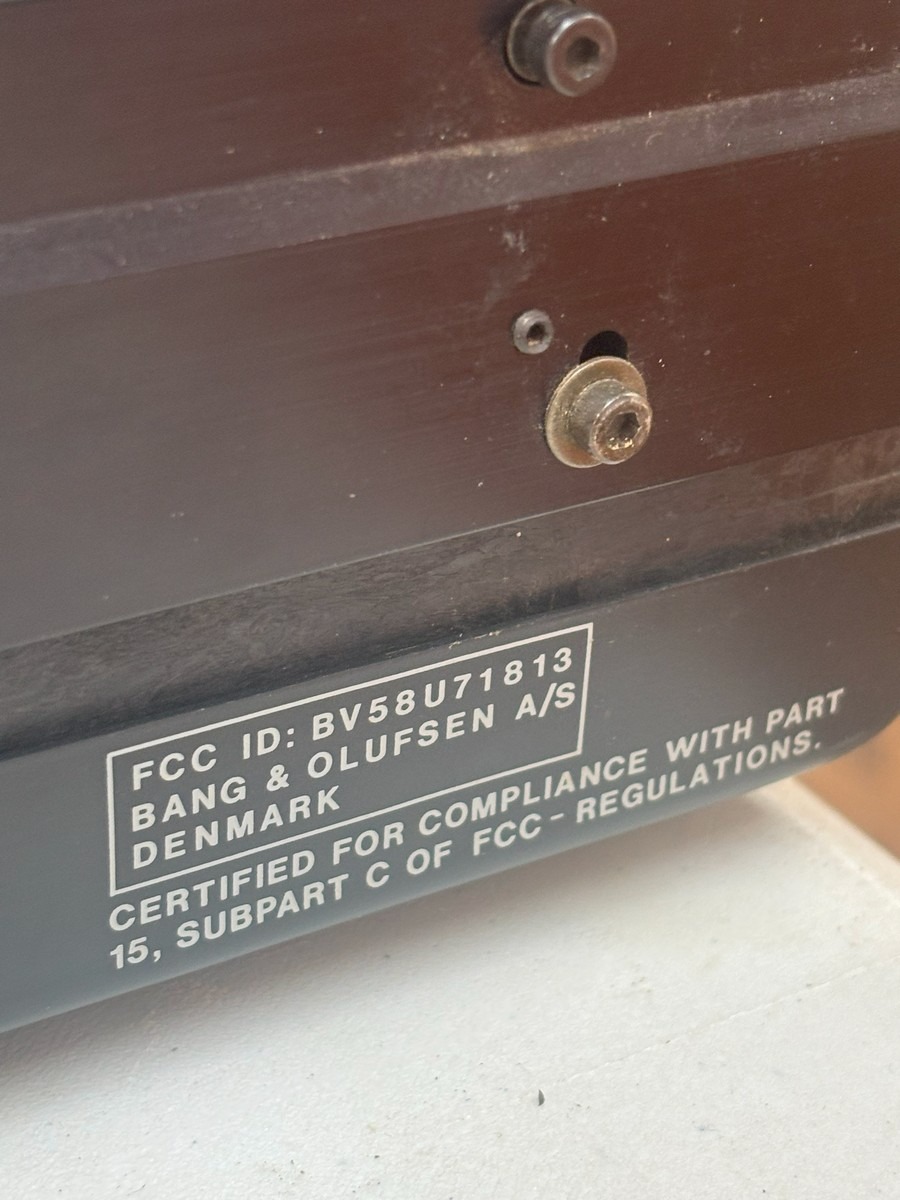 FCC ID: BV58U71813
BANG & OLUFSEN A/S
DENMARK
CERTIFIED FOR COMPLIANCE WITH PART
15, SUBPART C OF FCC-REGULATIONS.